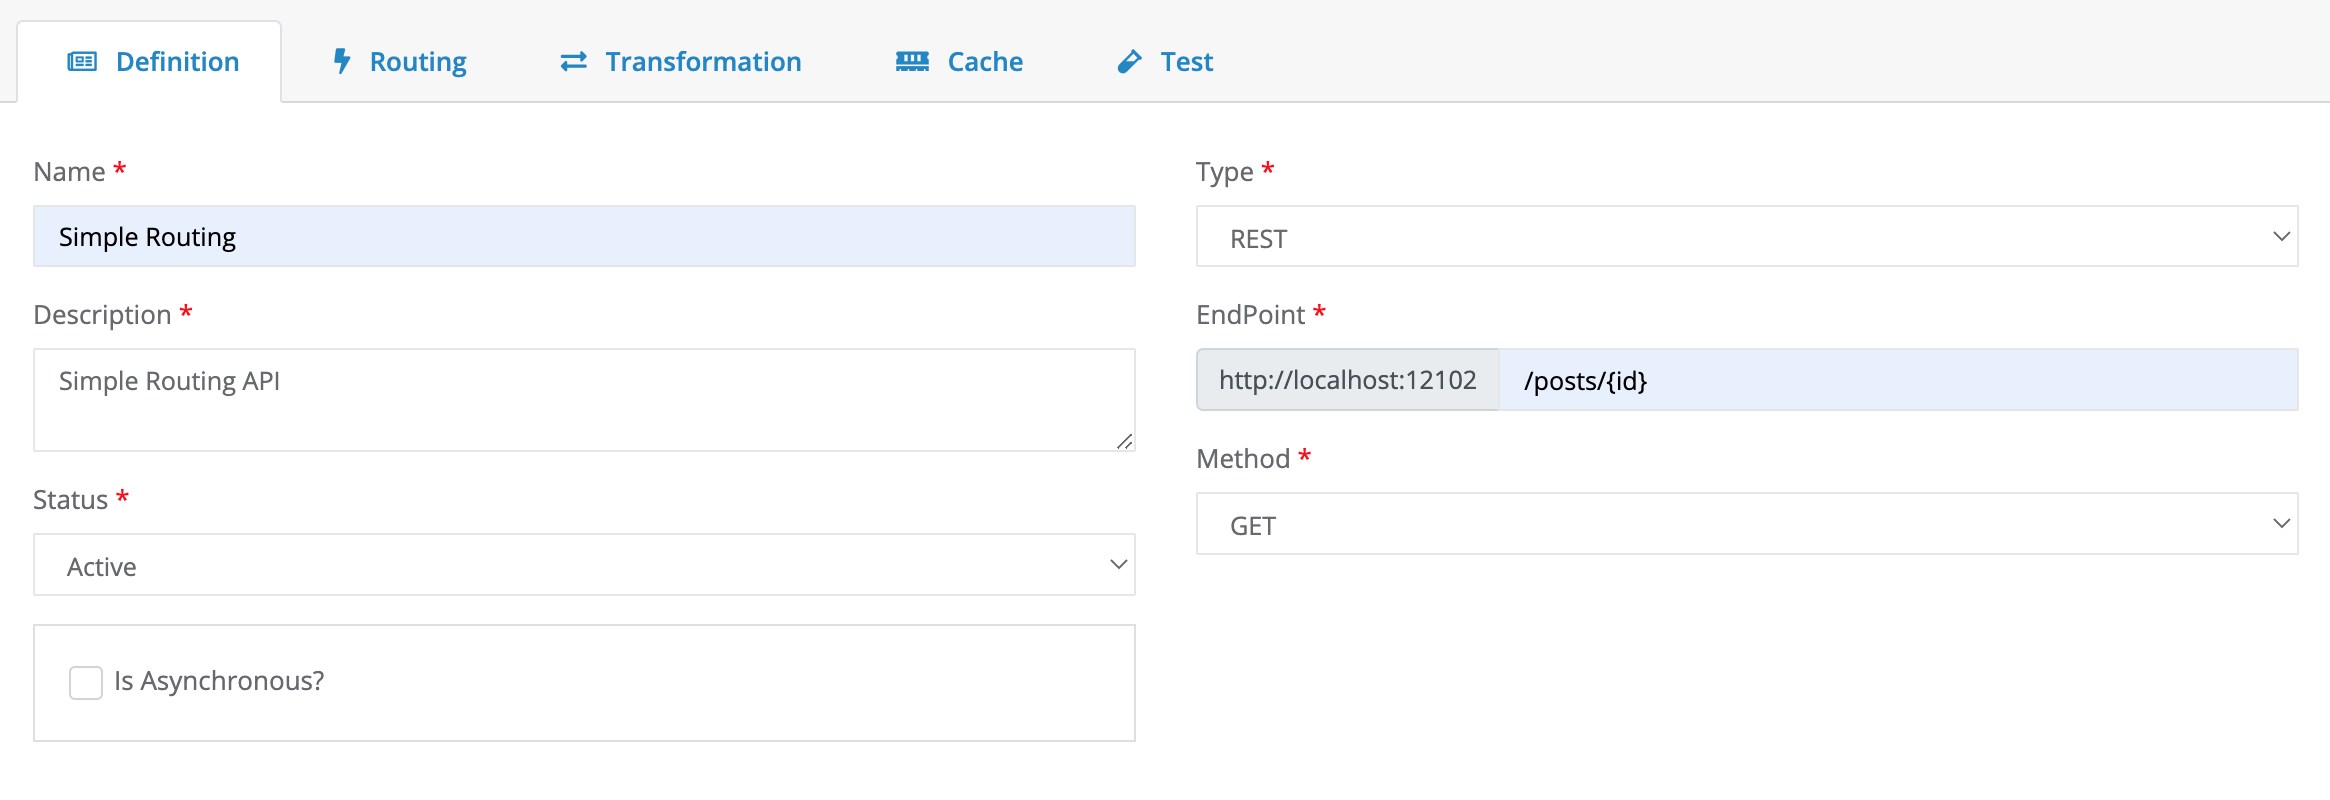 Definition Routing Transformation Cache Test
Name *
Simple Routing
Description *
Simple Routing API
Status *
Active
Is Asynchronous?
Type *
REST
EndPoint *
http://localhost:12102 /posts/{id}
Method *
GET